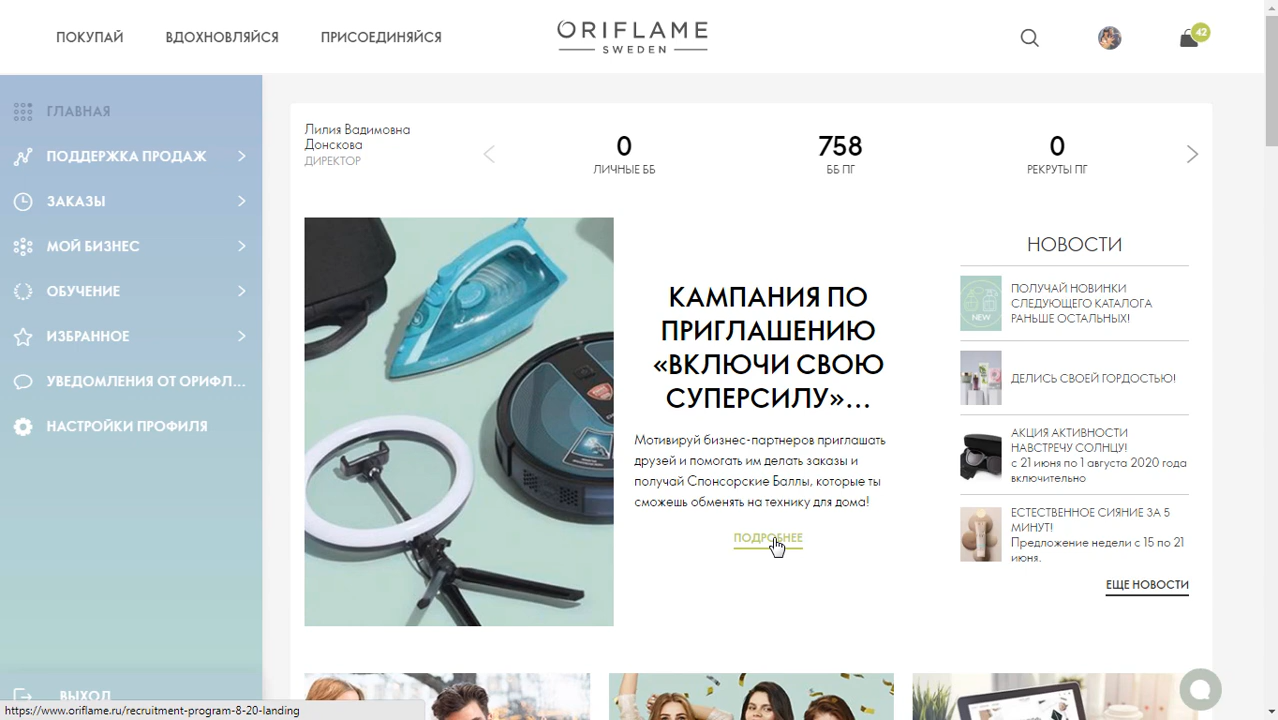 ПОКУПАЙ
ВДОХНОВЛЯЙСЯ
ПРИСОЕДИНЯЙСЯ
ORIFLAME
SWEDEN
42
ГЛАВНАЯ
ПОДДЕРЖКА ПРОДАЖ
ЗАКАЗЫ
МОЙ БИЗНЕС
ОБУЧЕНИЕ
ИЗБРАННОЕ
УВЕДОМЛЕНИЯ ОТ ОРИФЛ...
НАСТРОЙКИ ПРОФИЛЯ
ВЫХОД
Лилия Вадимовна
Донскова
ДИРЕКТОР
0
ЛИЧНЫЕ ББ
758
ББ ПГ
0
РЕКРУТЫ ПГ
КАМПАНИЯ ПО
ПРИГЛАШЕНИЮ
«ВКЛЮЧИ СВОЮ
СУПЕРСИЛУ»...
Мотивируй бизнес-партнеров приглашать
друзей и помогать им делать заказы и
получай Спонсорские Баллы, которые ты
сможешь обменять на технику для дома!
ПОДРОБНЕЕ
НОВОСТИ
NEW
ПОЛУЧАЙ НОВИНКИ
СЛЕДУЮЩЕГО КАТАЛОГА
РАНЬШЕ ОСТАЛЬНЫХ!
ДЕЛИСЬ СВОЕЙ ГОРДОСТЬЮ!
АКЦИЯ АКТИВНОСТИ
НАВСТРЕЧУ СОЛНЦУ!
с 21 июня по 1 августа 2020 года
включительно
ЕСТЕСТВЕННОЕ СИЯНИЕ ЗА 5
МИНУТ!
Предложение недели с 15 по 21
июня.
ЕЩЕ НОВОСТИ
https://www.oriflame.ru/recruitment-program-8-20-landing